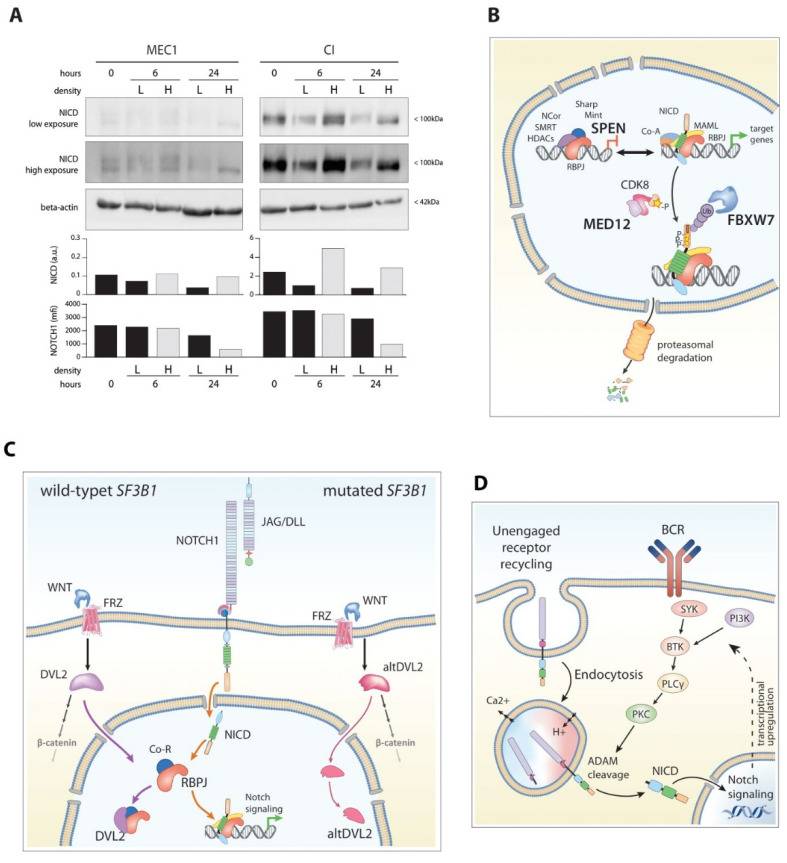 A
MEC1 CI
hours 0 6 24 0 6 24
density L H L H L H L H
NICD
low exposure
< 100kDa
NICD
high exposure
< 100kDa
beta-actin
< 42kDa
NICD (a.u.)
0.3
0.2
0.1
0
6
4
2
0
NOTCH1 (mfi)
4000
3000
2000
1000
0
density L H L H L H L H
hours 0 6 24 0 6 24
B
NCor
SMRT
HDACs
Sharp
Mint
SPEN
RBPJ
NICD
Co-A
MAML
RBPJ
target
genes
CDK8
P
MED12
Ub
FBXW7
P
P
P
proteasomal
degradation
C
wild-typet SF3B1
mutated SF3B1
NOTCH1
JAG/DLL
WNT
FRZ
FRZ
WNT
DVL2
altDVL2
β-catenin
β-catenin
NICD
Co-R
RBPJ
Notch
signaling
DVL2
altDVL2
D
Unengaged
receptor
recycling
BCR
SYK
PI3K
BTK
PLCγ
PKC
Endocytosis
Ca2+
H+
ADAM
cleavage
NICD
Notch
signaling
transcriptional
upregulation